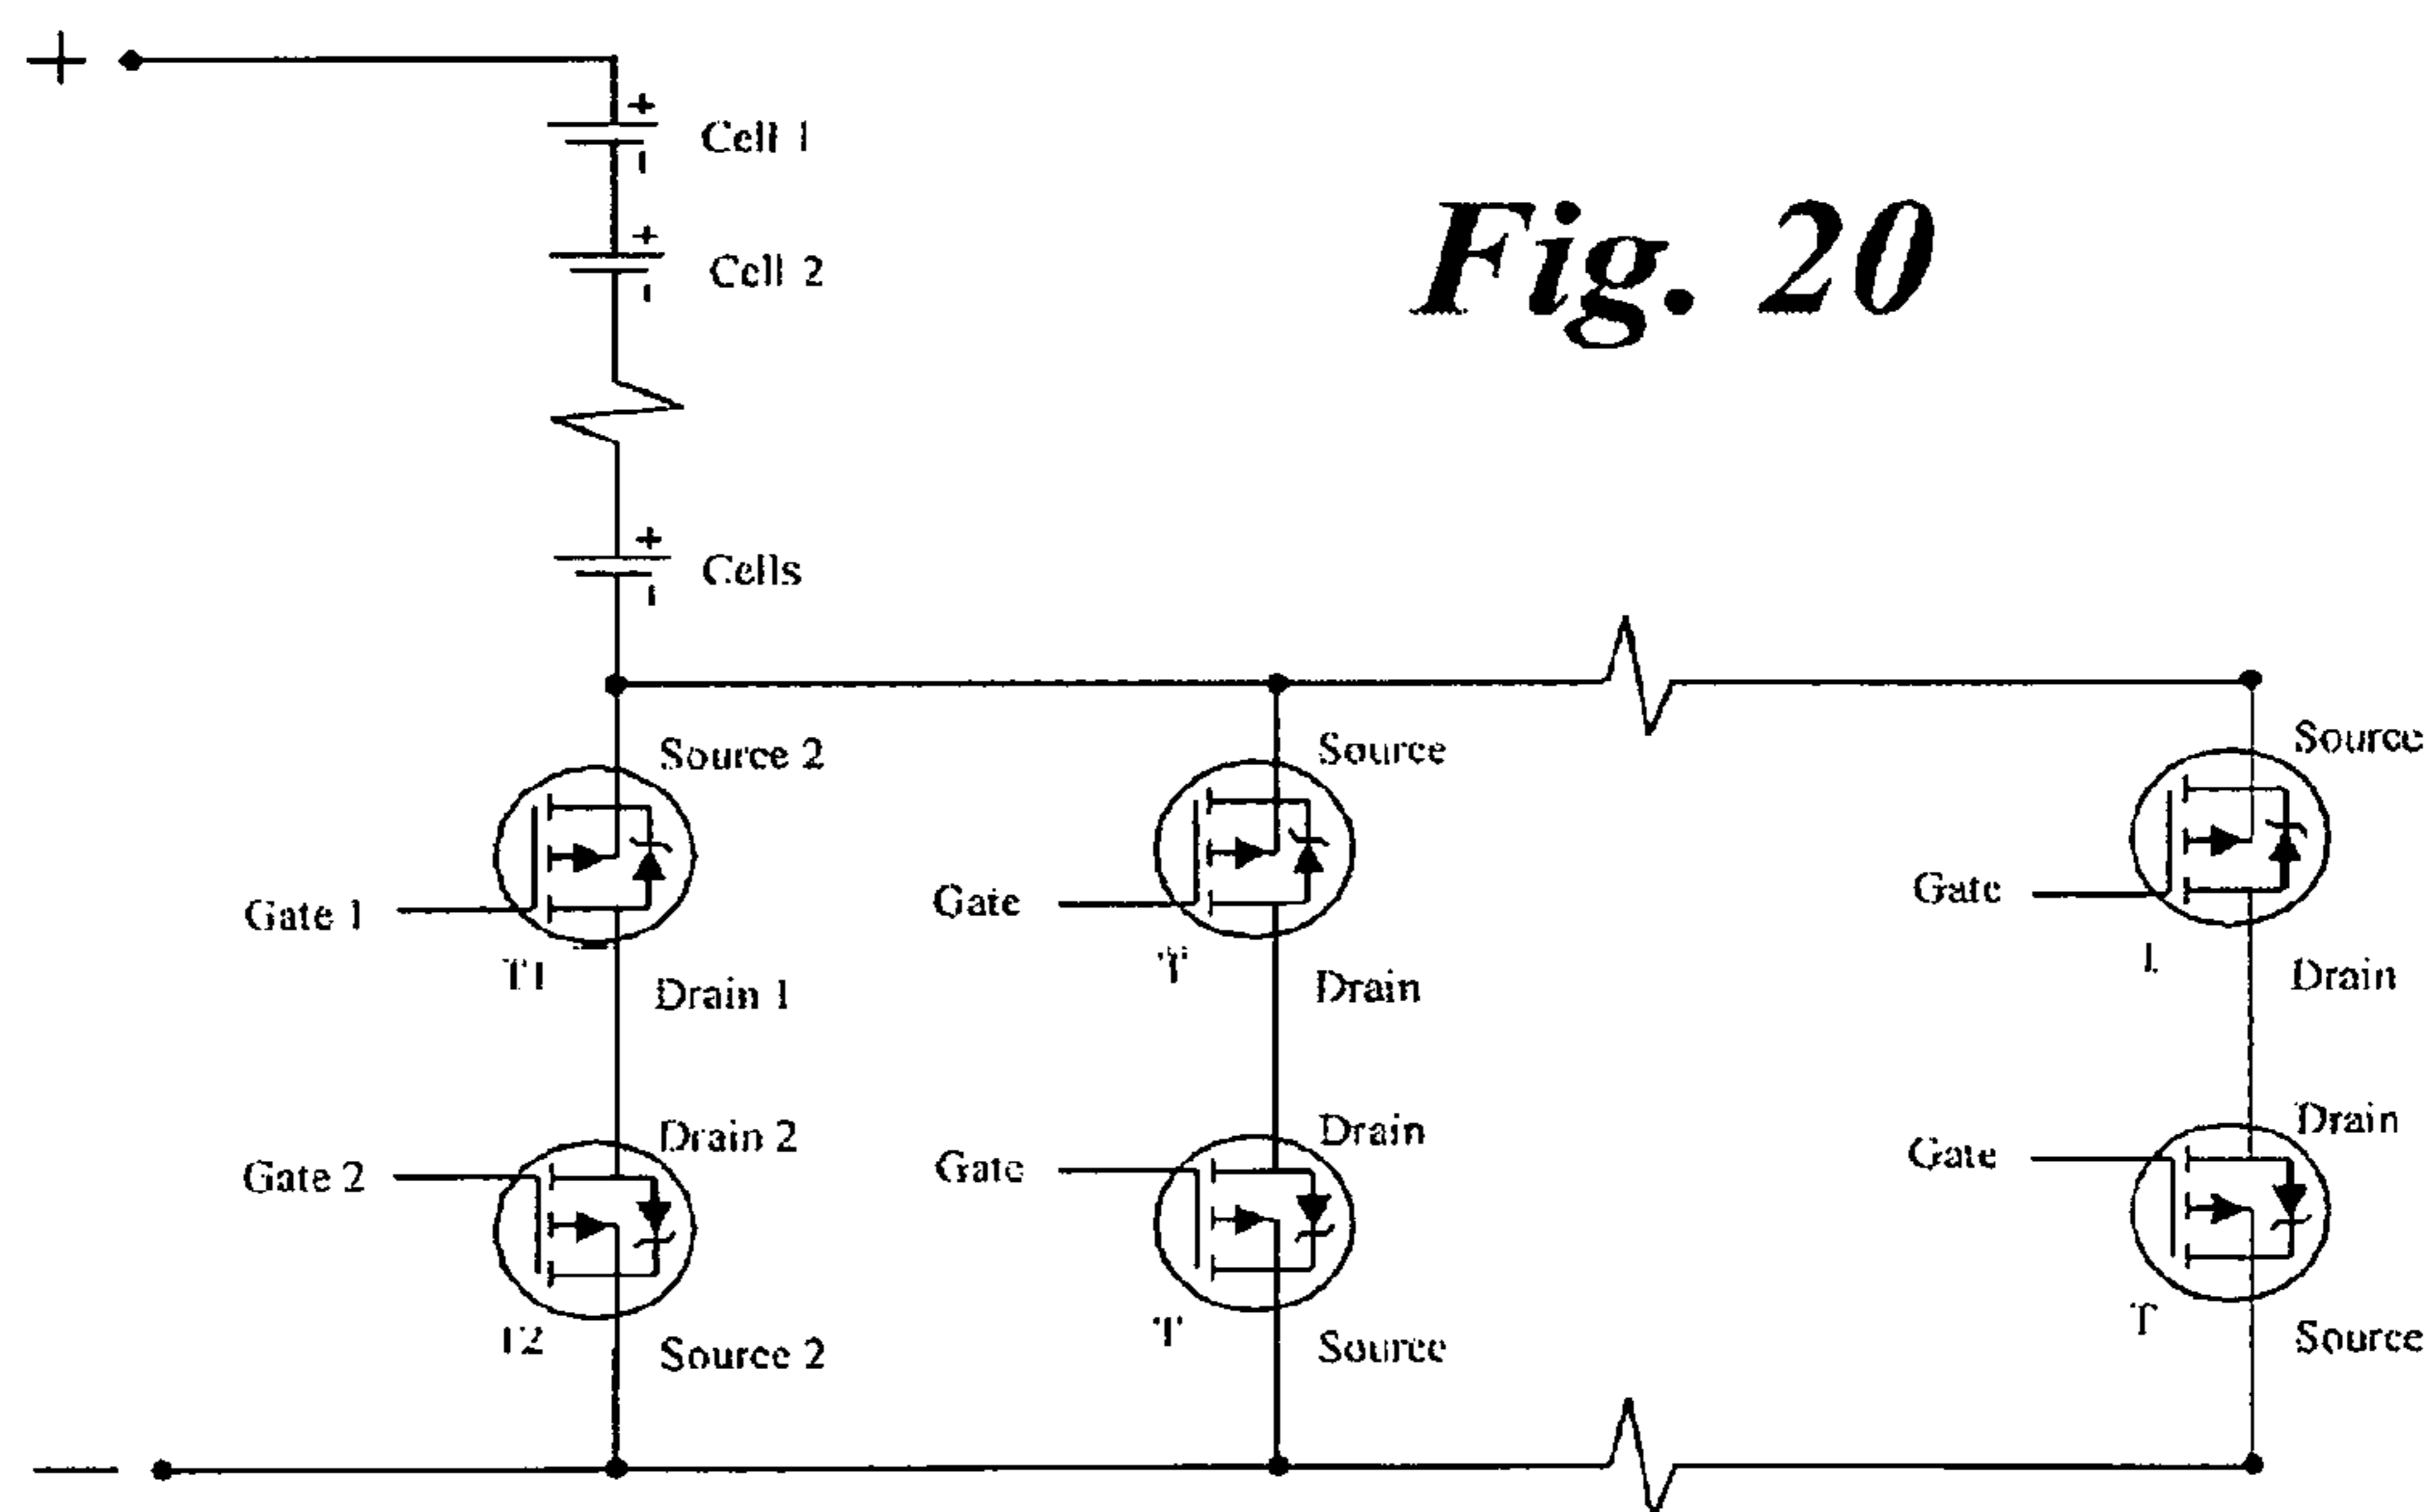 +
+
Cell 1
Fig. 20
+
Cell 2
+
Cells
Source 2
Source
Source
Gate 1
Gate
Gate
T1
T
Drain 1
Drain
Drain
Drain 2
Drain
Drain
Gate 2
Gate
Gate
T2
T
T
Source 2
Source
Source